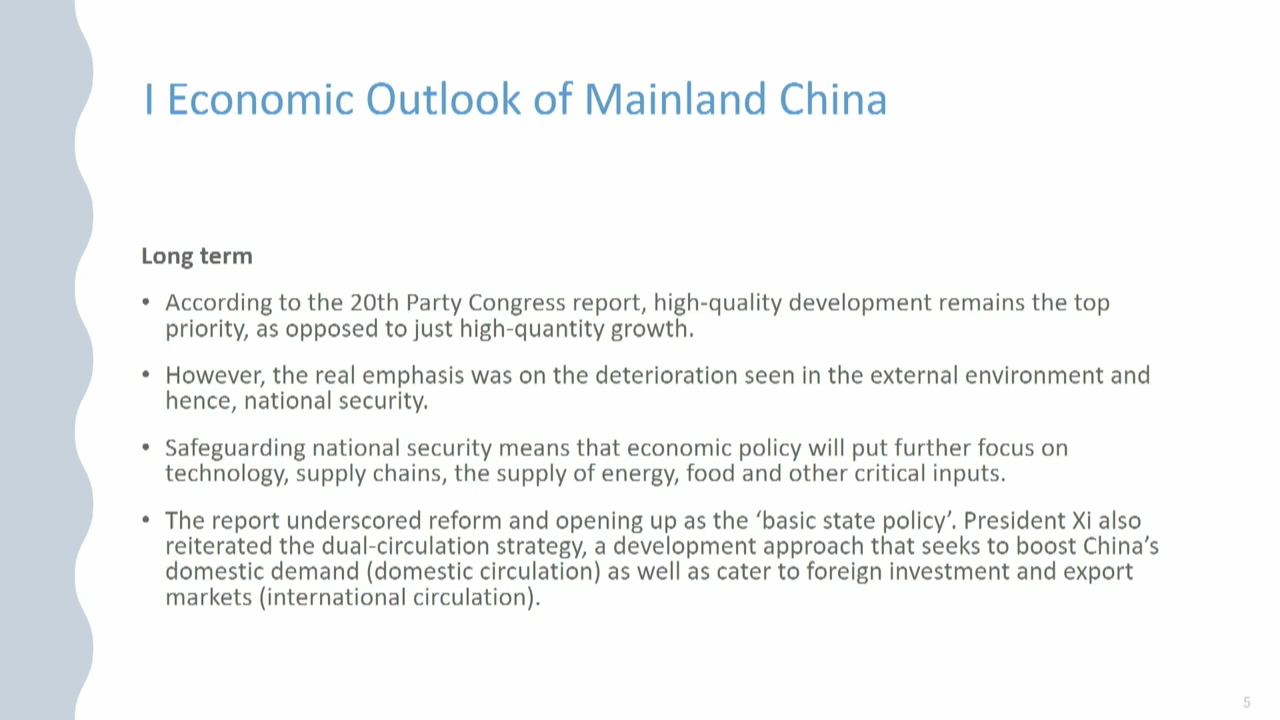 I Economic Outlook of Mainland China
Long term
• According to the 20th Party Congress report, high-quality development remains the top
priority, as opposed to just high-quantity growth.
• However, the real emphasis was on the deterioration seen in the external environment and
hence, national security.
• Safeguarding national security means that economic policy will put further focus on
technology, supply chains, the supply of energy, food and other critical inputs.
• The report underscored reform and opening up as the ‘basic state policy’. President Xi also
reiterated the dual-circulation strategy, a development approach that seeks to boost China’s
domestic demand (domestic circulation) as well as cater to foreign investment and export
markets (international circulation).
5